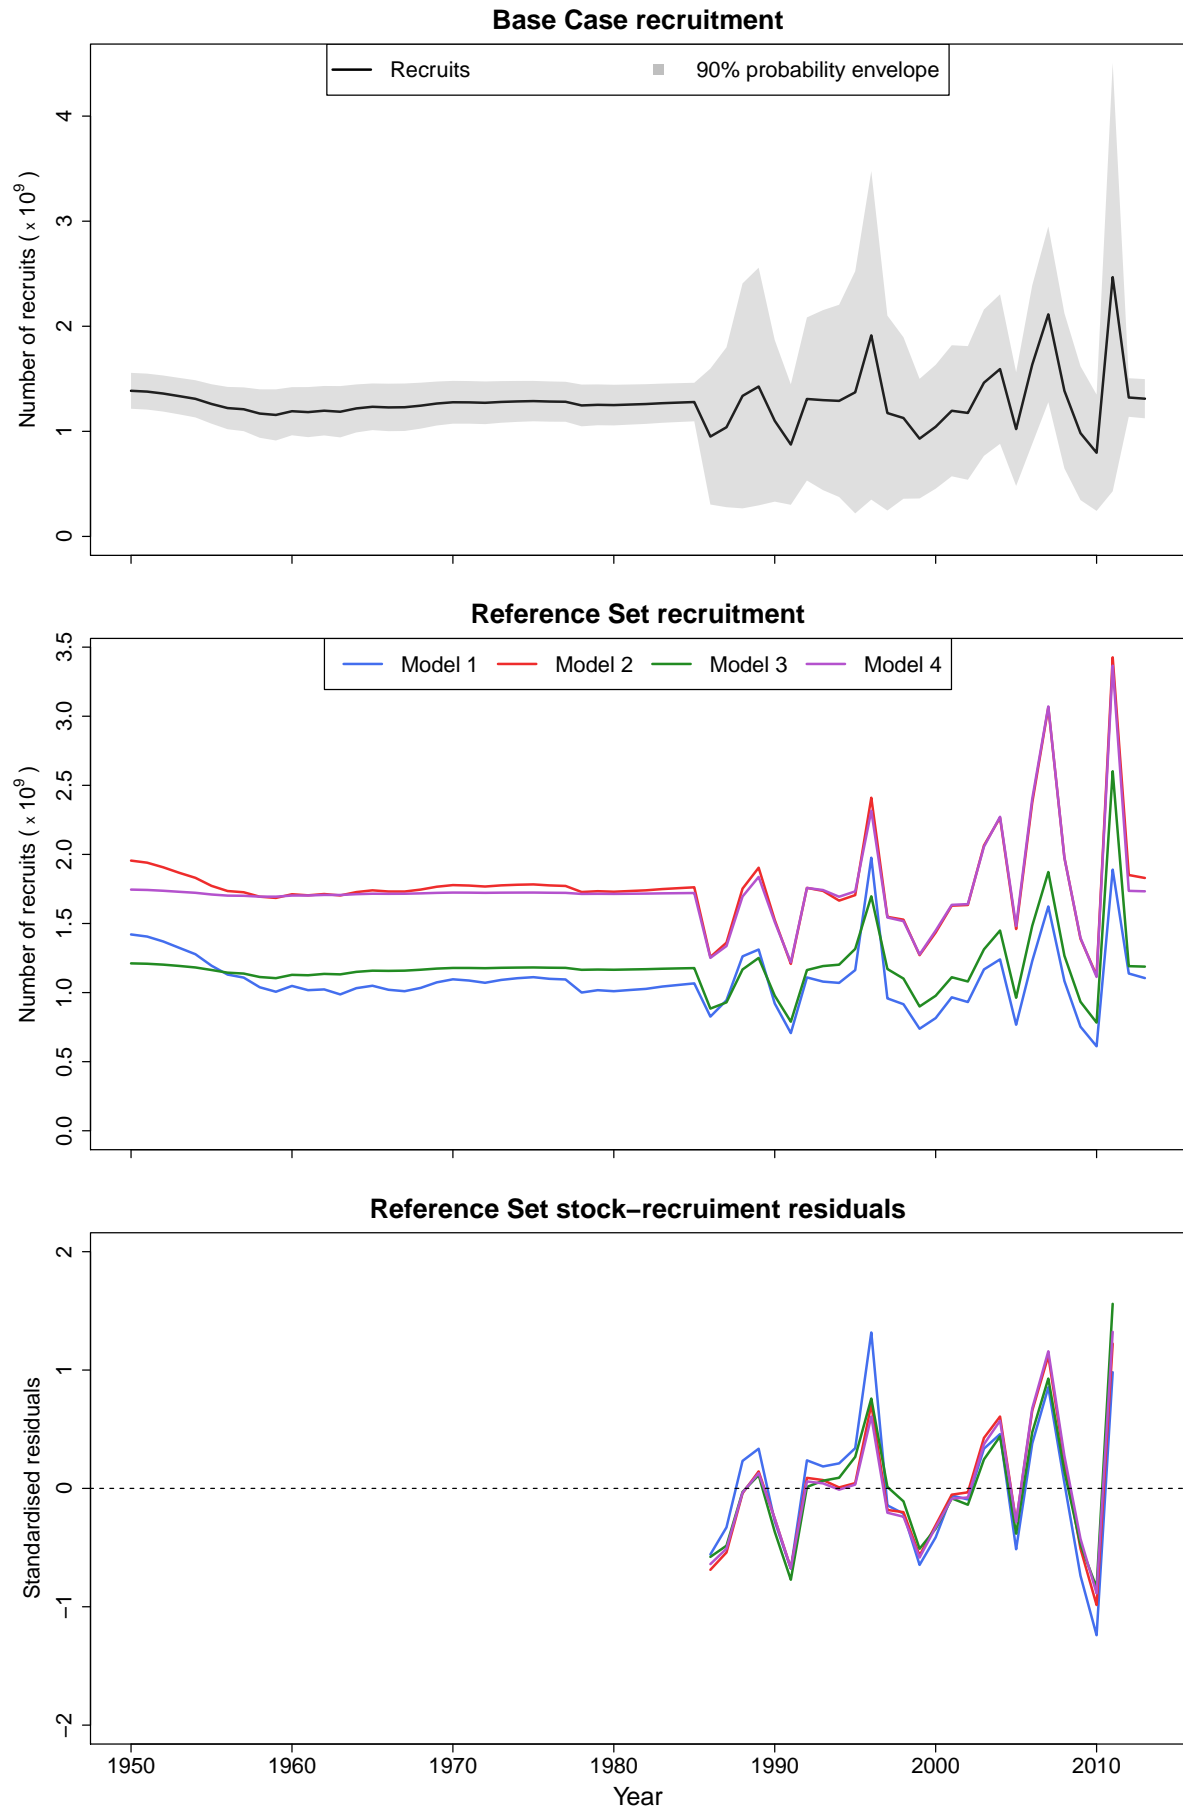 Base Case recruitment
Recruits 90% probability envelope
Number of recruits ( × 10⁹ )
4
3
2
1
0
Reference Set recruitment
Model 1 Model 2 Model 3 Model 4
Number of recruits ( × 10⁹ )
3.5
3.0
2.5
2.0
1.5
1.0
0.5
0.0
Reference Set stock−recruiment residuals
Standardised residuals
2
1
0
−1
−2
1950 1960 1970 1980 1990 2000 2010
Year